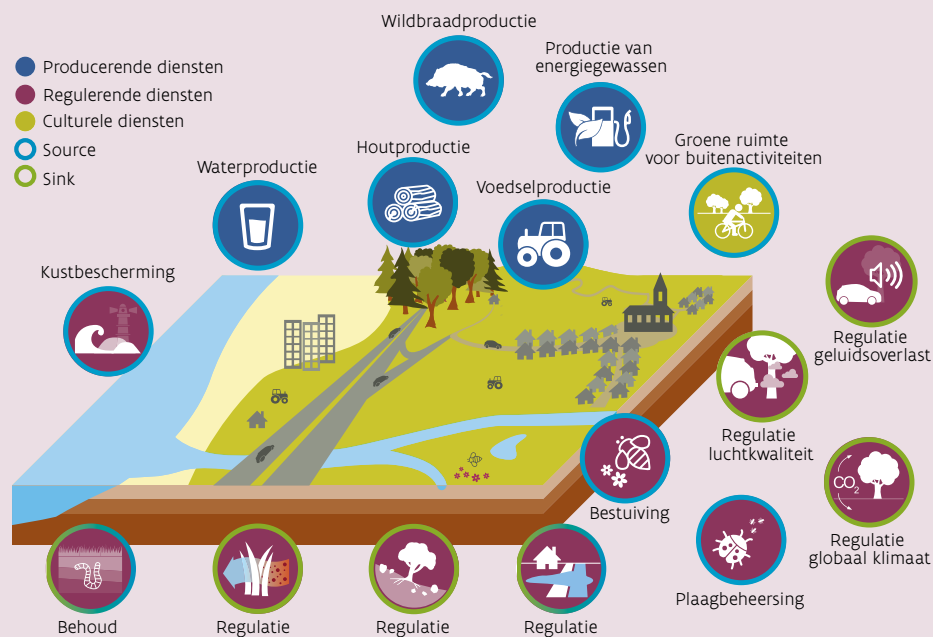 Wildbraadproductie
Productie van
energiegewassen
Producerende diensten
Regulerende diensten
Culturele diensten
Source
Sink
Groene ruimte
voor buitenactiviteiten
Houtproductie
Waterproductie
Voedselproductie
Kustbescherming
Regulatie
geluidsoverlast
Regulatie
luchtkwaliteit
CO2
Bestuiving
Regulatie
globaal klimaat
Plaagbeheersing
Behoud
Regulatie
Regulatie
Regulatie